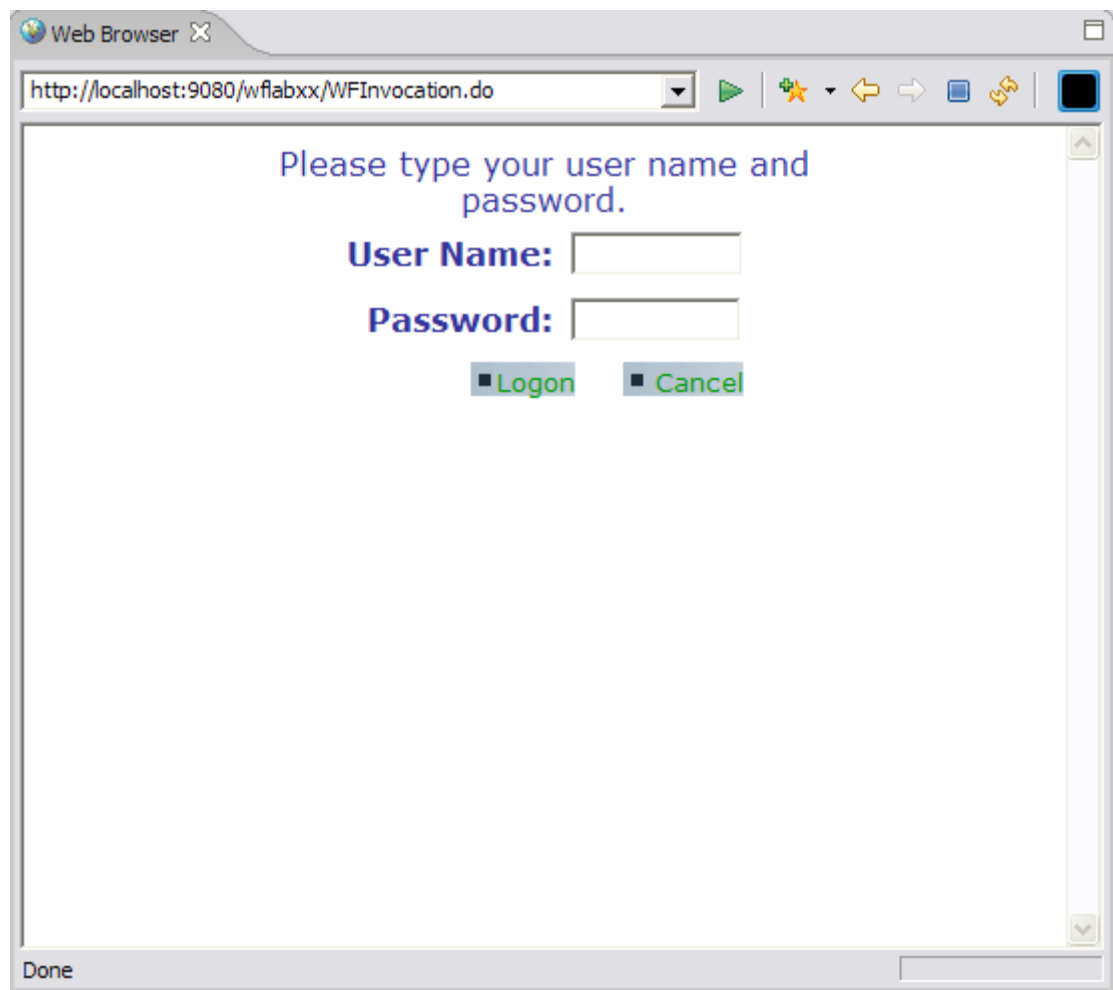 Web Browser
http://localhost:9080/wflabxx/WFInvocation.do
Please type your user name and
password.
User Name:
Password:
Logon Cancel
Done